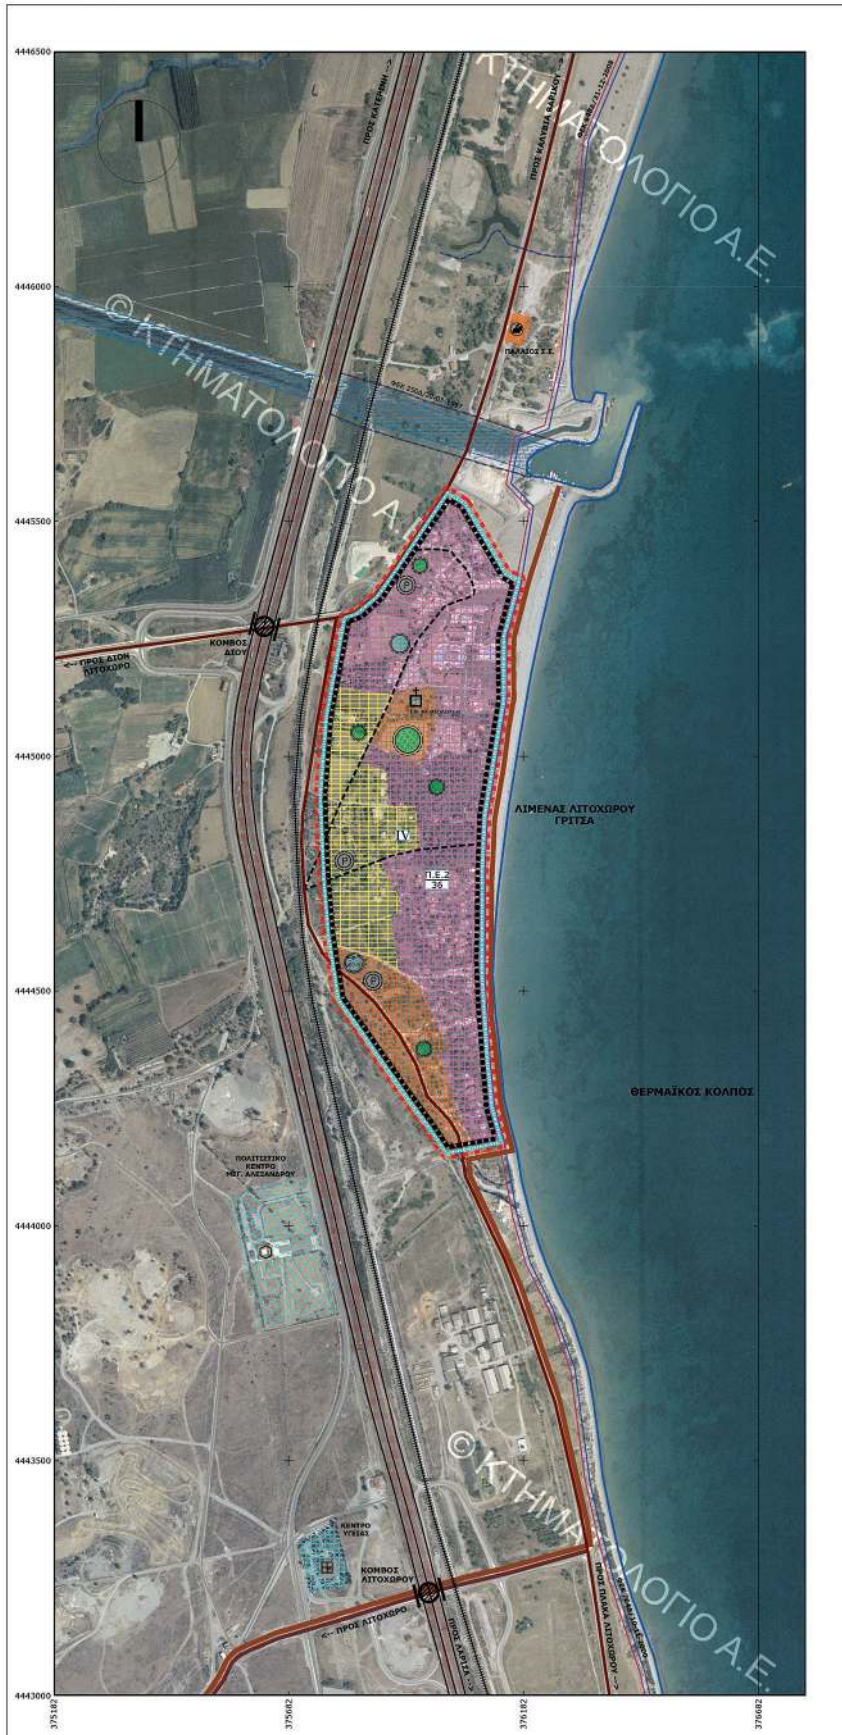 4446500
ΠΡΟΣ ΚΑΤΕΡΙΝΗ -->
ΠΡΟΣ ΚΑΛΥΒΙΑ ΒΑΡΙΚΟΥ -->
© ΚΤΗΜΑΤΟΛΟΓΙΟ Α.Ε.
4446000
ΠΑΛΑΙΟΣ Σ.Σ.
© ΚΤΗΜΑΤΟΛΟΓΙΟ Α.Ε.
4445500
P
ΚΟΜΒΟΣ
ΔΙΟΥ
<-- ΠΡΟΣ ΔΙΟΝ
ΛΙΤΟΧΩΡΟ
4445000
ΛΙΜΕΝΑΣ ΛΙΤΟΧΩΡΟΥ
ΓΡΙΤΣΑ
IV
P
Π.Ε.2
36
4444500
P
ΘΕΡΜΑΪΚΟΣ ΚΟΛΠΟΣ
ΠΟΛΙΤΙΣΤΙΚΟ
ΚΕΝΤΡΟ
ΜΕΓ. ΑΛΕΞΑΝΔΡΟΥ
4444000
4443500
© ΚΤΗΜΑΤΟΛΟΓΙΟ Α.Ε.
ΚΕΝΤΡΟ
ΥΓΕΙΑΣ
ΚΟΜΒΟΣ
ΛΙΤΟΧΩΡΟΥ
<-- ΠΡΟΣ ΛΙΤΟΧΩΡΟ
ΠΡΟΣ ΛΑΡΙΣΑ -->
ΠΡΟΣ ΠΛΑΚΑ ΛΙΤΟΧΩΡΟΥ -->
4443000
375182
375682
376182
376682